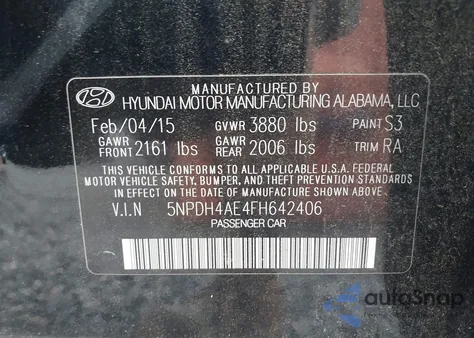 MANUFACTURED BY
HYUNDAI MOTOR MANUFACTURING ALABAMA, LLC
Feb/04/15 GVWR 3880 lbs PAINT S3
GAWR FRONT 2161 lbs GAWR REAR 2006 lbs TRIM RA
THIS VEHICLE CONFORMS TO ALL APPLICABLE U.S.A. FEDERAL
MOTOR VEHICLE SAFETY, BUMPER, AND THEFT PREVENTION STANDARDS
IN EFFECT ON THE DATE OF MANUFACTURE SHOWN ABOVE.
V.I.N 5NPDH4AE4FH642406
PASSENGER CAR
autoSnap